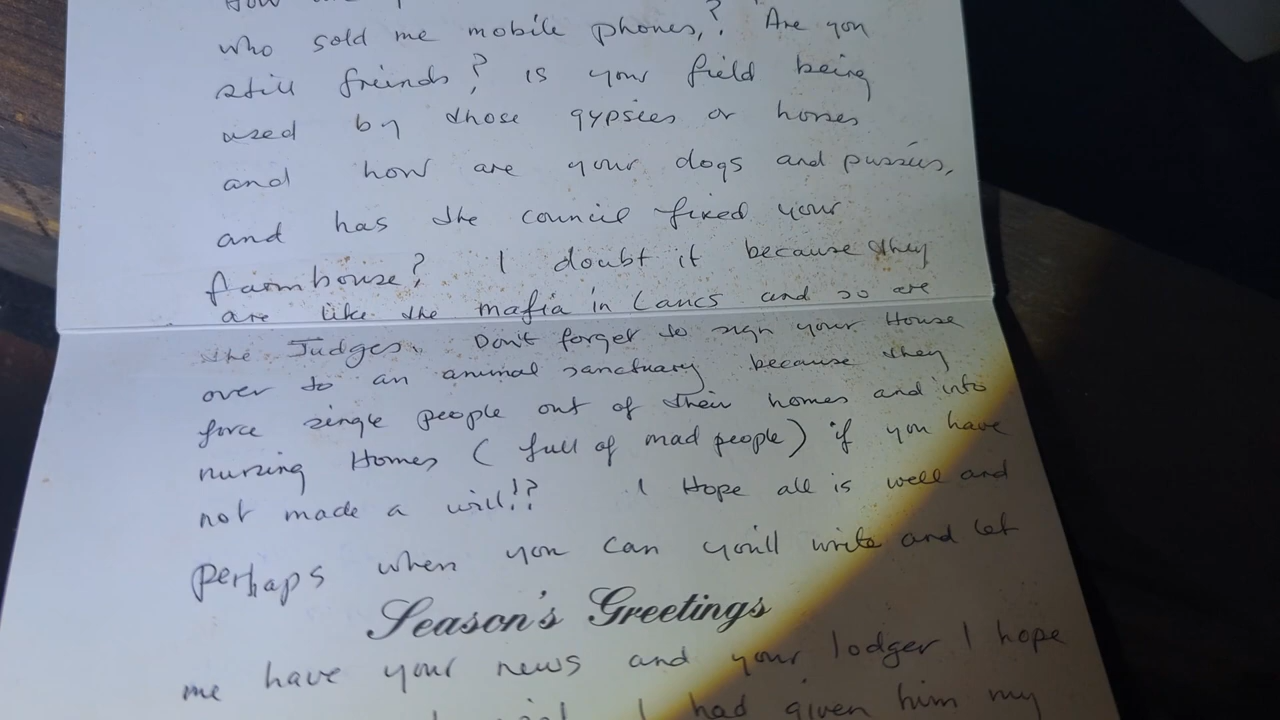 who sold me mobile phones,? Are you
still freinds? is your field being
used by those gypsies or horses
and how are your dogs and pussies,
and has the council fixed your
farmhouse? I doubt it because they
are like the mafia in Lancs and so are
the Judges. Don't forget to sign your House
over to an animal sanctuary because they
force single people out of their homes and into
nursing Homes (full of mad people) if you have
not made a will!? I Hope all is well and
perhaps when you can you'll write and let
Season's Greetings
me have your news and your lodger I hope
I had given him my